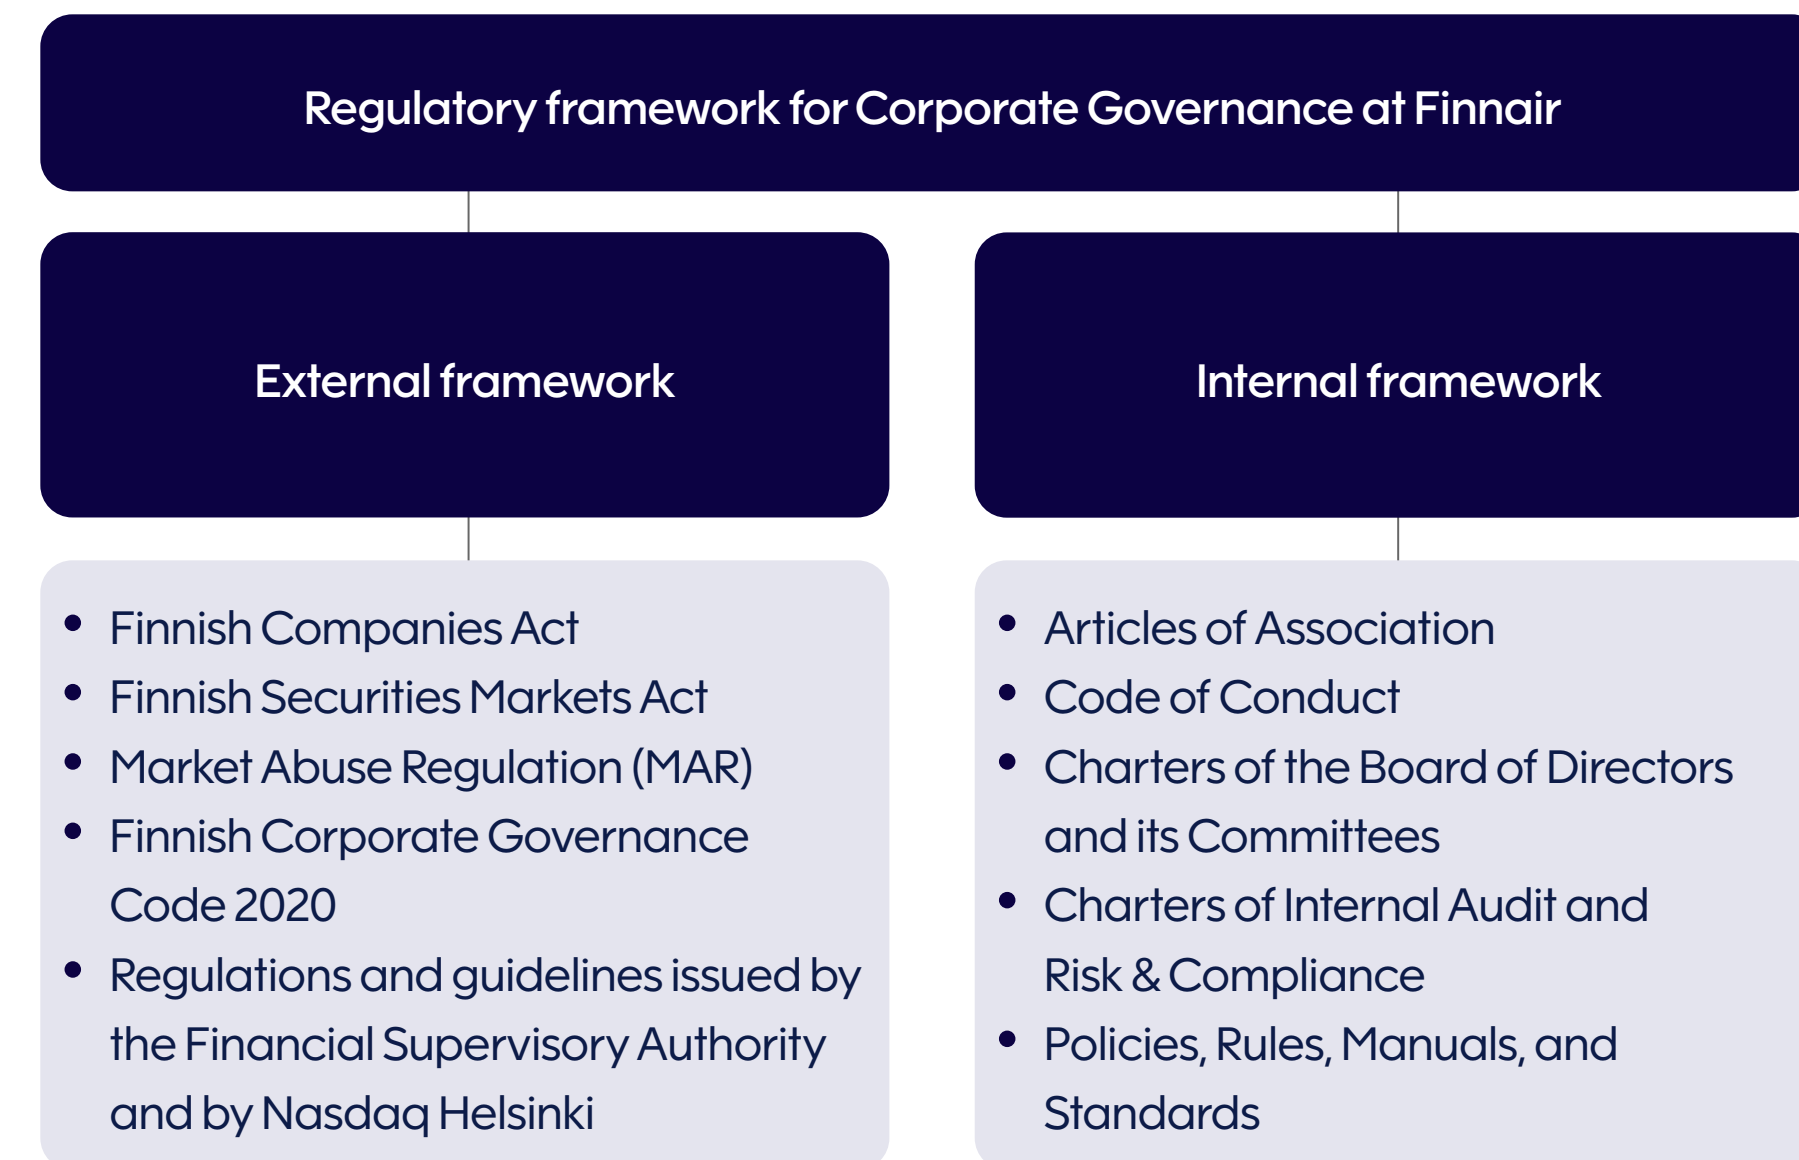 Regulatory framework for Corporate Governance at Finnair
External framework
Finnish Companies Act
Finnish Securities Markets Act
Market Abuse Regulation (MAR)
Finnish Corporate Governance
Code 2020
Regulations and guidelines issued by
the Financial Supervisory Authority
and by Nasdaq Helsinki
Internal framework
Articles of Association
Code of Conduct
Charters of the Board of Directors
and its Committees
Charters of Internal Audit and
Risk & Compliance
Policies, Rules, Manuals, and
Standards